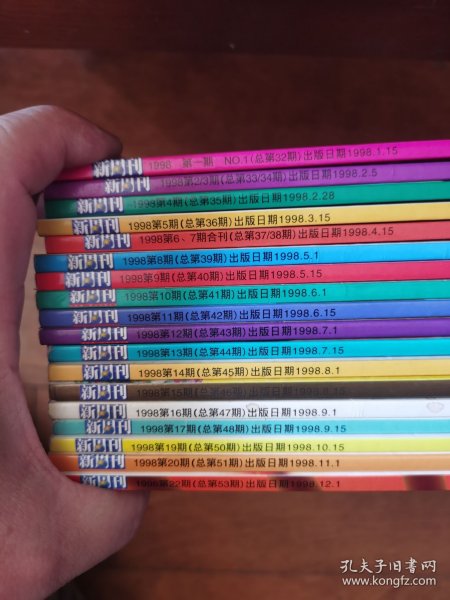 新周刊 1998 第一期 NO.1(总第32期)出版日期1998.1.15
新周刊 1998第2/3期(总第33/34期)出版日期1998.2.5
新周刊 1998第4期(总第35期)出版日期1998.2.28
新周刊 1998第5期(总第36期)出版日期1998.3.15
新周刊 1998第6、7期合刊(总第37/38期)出版日期1998.4.15
新周刊 1998第8期(总第39期)出版日期1998.5.1
新周刊 1998第9期(总第40期)出版日期1998.5.15
新周刊 1998第10期(总第41期)出版日期1998.6.1
新周刊 1998第11期(总第42期)出版日期1998.6.15
新周刊 1998第12期(总第43期)出版日期1998.7.1
新周刊 1998第13期(总第44期)出版日期1998.7.15
新周刊 1998第14期(总第45期)出版日期1998.8.1
新周刊 1998第15期(总第46期)出版日期1998.8.15
新周刊 1998第16期(总第47期)出版日期1998.9.1
新周刊 1998第17期(总第48期)出版日期1998.9.15
新周刊 1998第19期(总第50期)出版日期1998.10.15
新周刊 1998第20期(总第51期)出版日期1998.11.1
新周刊 1998第22期(总第53期)出版日期1998.12.1
孔夫子旧书网
www.kongfz.com